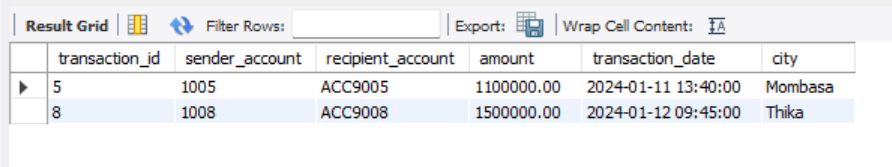 Result Grid Filter Rows: Export: Wrap Cell Content: IA
transaction_id sender_account recipient_account amount transaction_date city
5 1005 ACC9005 1100000.00 2024-01-11 13:40:00 Mombasa
8 1008 ACC9008 1500000.00 2024-01-12 09:45:00 Thika